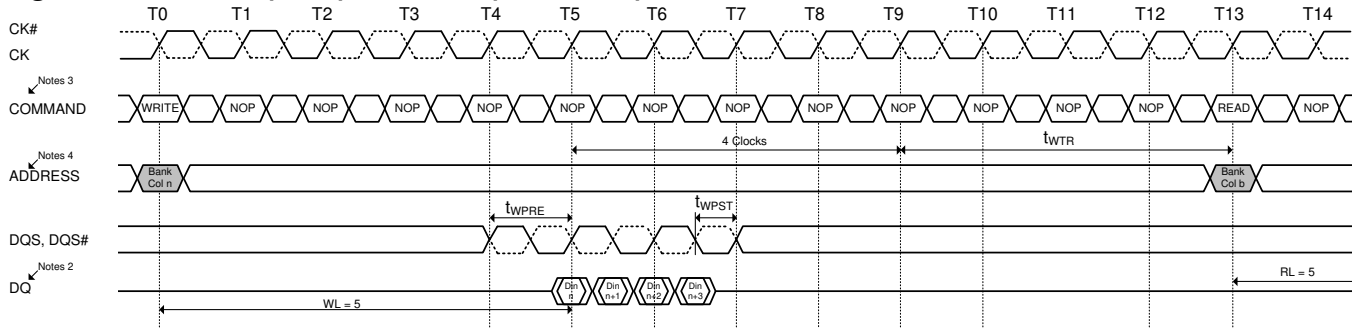 T0 T1 T2 T3 T4 T5 T6 T7 T8 T9 T10 T11 T12 T13 T14
CK#
CK
Notes 3
COMMAND WRITE NOP NOP NOP NOP NOP NOP NOP NOP NOP NOP NOP NOP READ NOP
4 Clocks tWTR
Notes 4
ADDRESS Bank Col n Bank Col b
tWPRE tWPST
DQS, DQS#
Notes 2
DQ Din n Din n+1 Din n+2 Din n+3
RL = 5
WL = 5